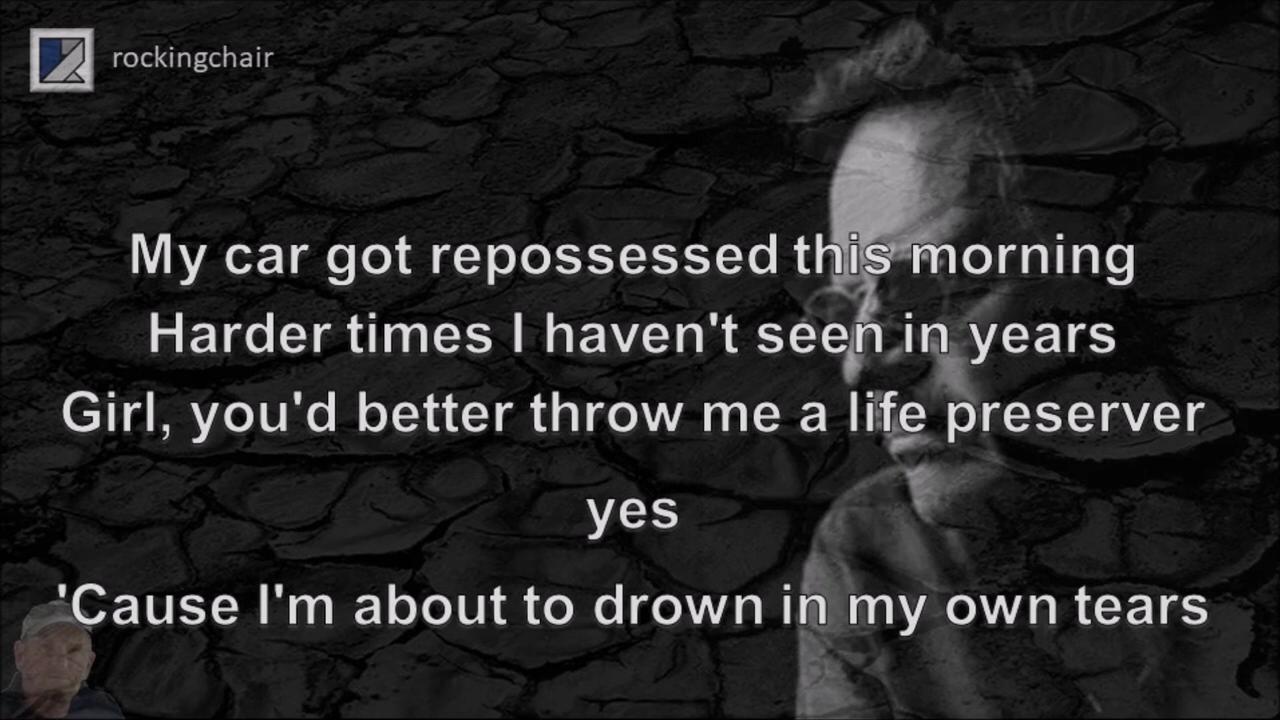 rockingchair
My car got repossessed this morning
Harder times I haven't seen in years
Girl, you'd better throw me a life preserver
yes
'Cause I'm about to drown in my own tears